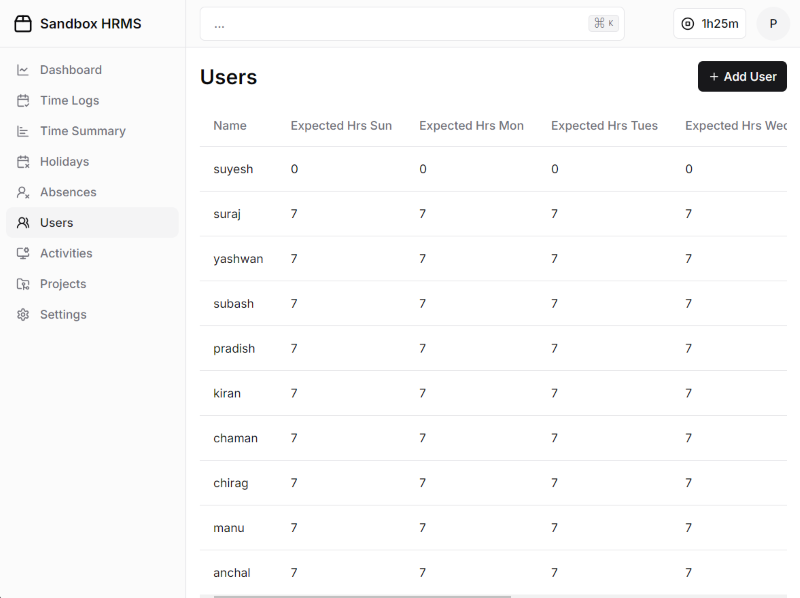 Sandbox HRMS
... ⌘ K
1h25m
P
Dashboard
Time Logs
Time Summary
Holidays
Absences
Users
Activities
Projects
Settings
Users
+ Add User
Name Expected Hrs Sun Expected Hrs Mon Expected Hrs Tues Expected Hrs Wed
suyesh 0 0 0 0
suraj 7 7 7 7
yashwan 7 7 7 7
subash 7 7 7 7
pradish 7 7 7 7
kiran 7 7 7 7
chaman 7 7 7 7
chirag 7 7 7 7
manu 7 7 7 7
anchal 7 7 7 7